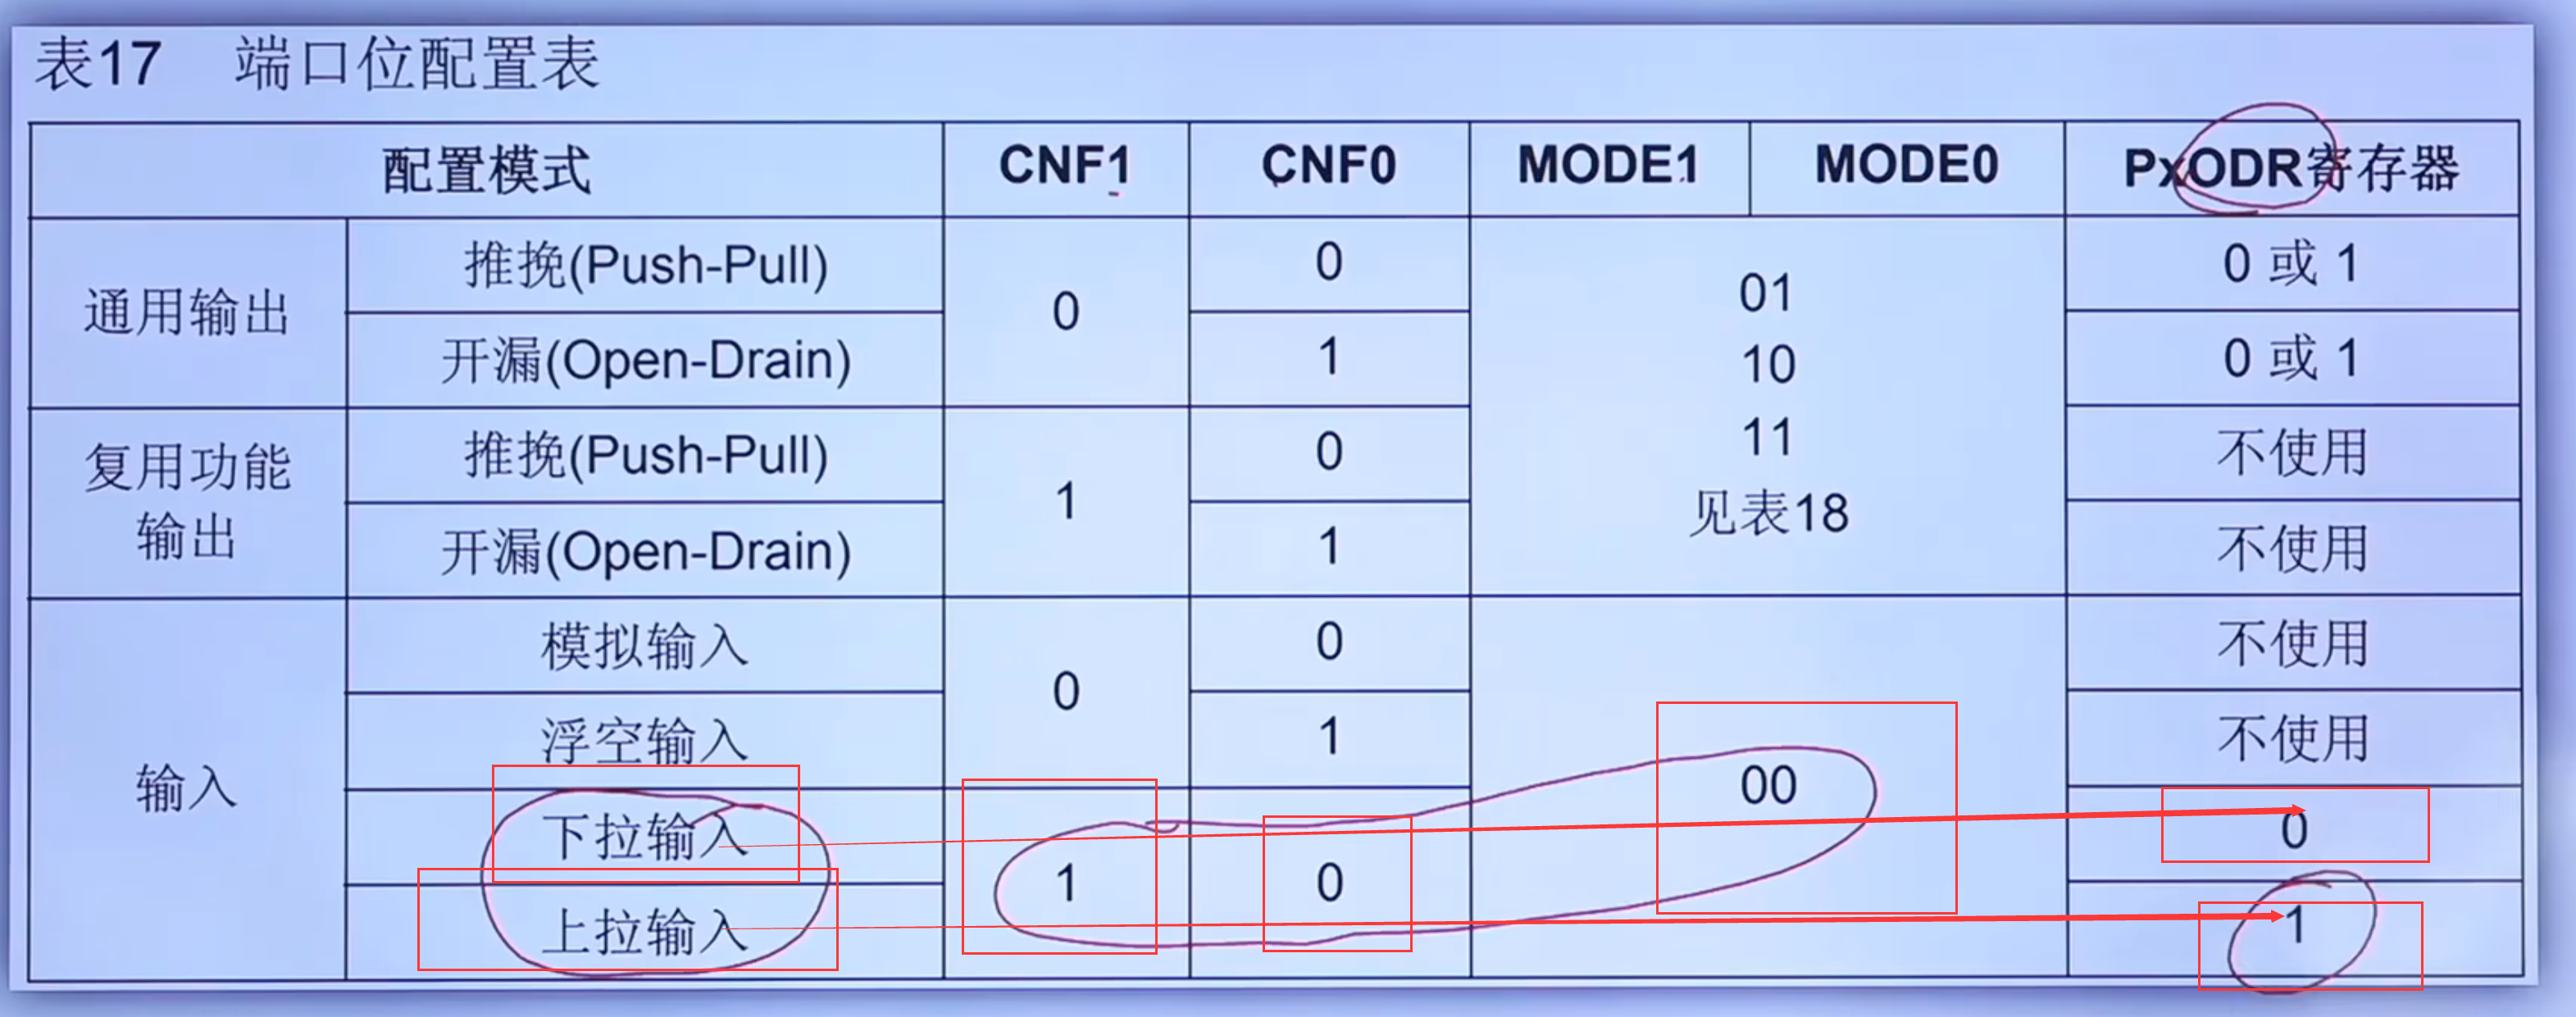 表17 端口位配置表
配置模式 CNF1 CNF0 MODE1 MODE0 PxODR寄存器
通用输出 推挽(Push-Pull) 0 0 01 10 11 见表18 0 或 1
开漏(Open-Drain) 1 0 或 1
复用功能输出 推挽(Push-Pull) 1 0 不使用
开漏(Open-Drain) 1 不使用
输入 模拟输入 0 0 00 不使用
浮空输入 1 不使用
下拉输入 1 0 0
上拉输入 1